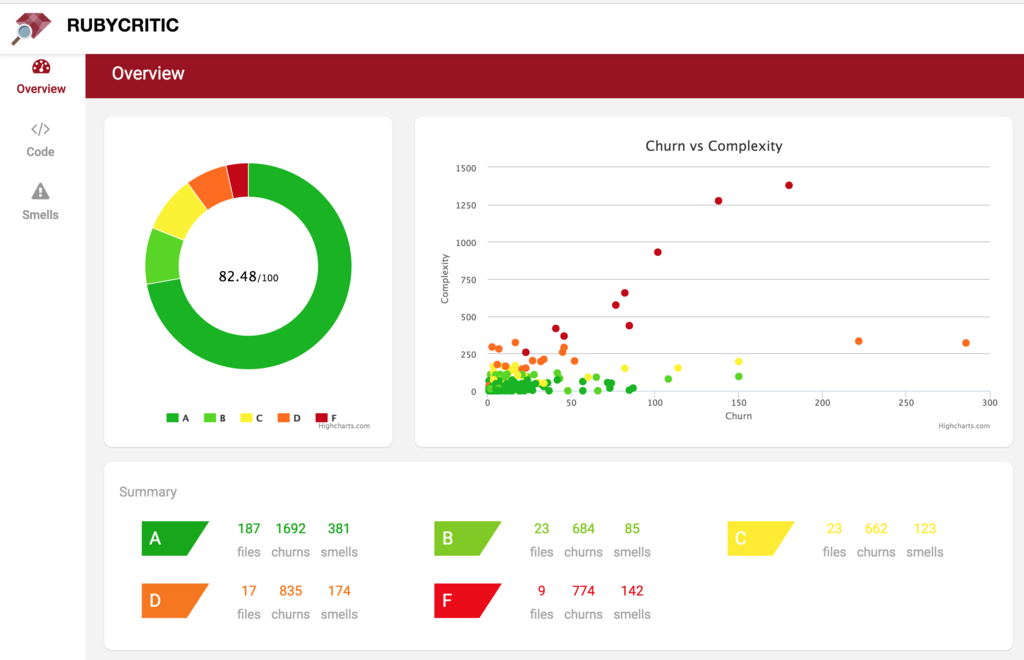 RUBYCRITIC
Overview
Overview
Code
Smells
82.48/100
A B C D F
Highcharts.com
Churn vs Complexity
Complexity
1500
1250
1000
750
500
250
0
0 50 100 150 200 250 300
Churn
Highcharts.com
Summary
A
187 1692 381
files churns smells
B
23 684 85
files churns smells
C
23 662 123
files churns smells
D
17 835 174
files churns smells
F
9 774 142
files churns smells